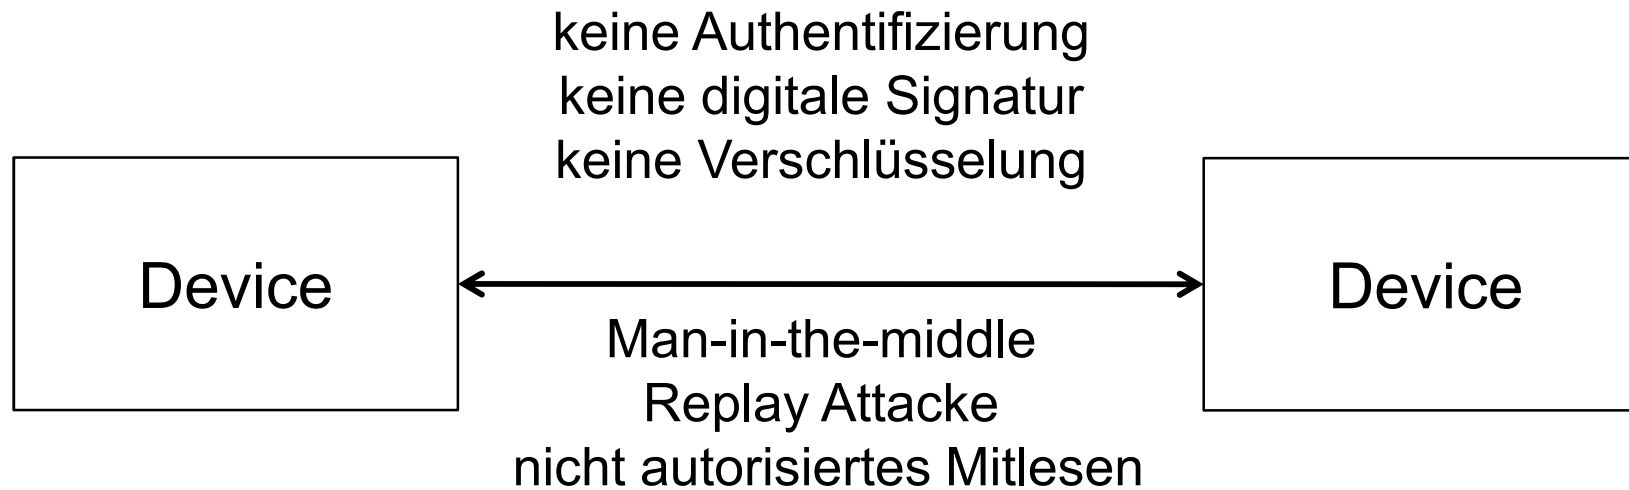 keine Authentifizierung
keine digitale Signatur
keine Verschlüsselung
Device
Device
Man-in-the-middle
Replay Attacke
nicht autorisiertes Mitlesen